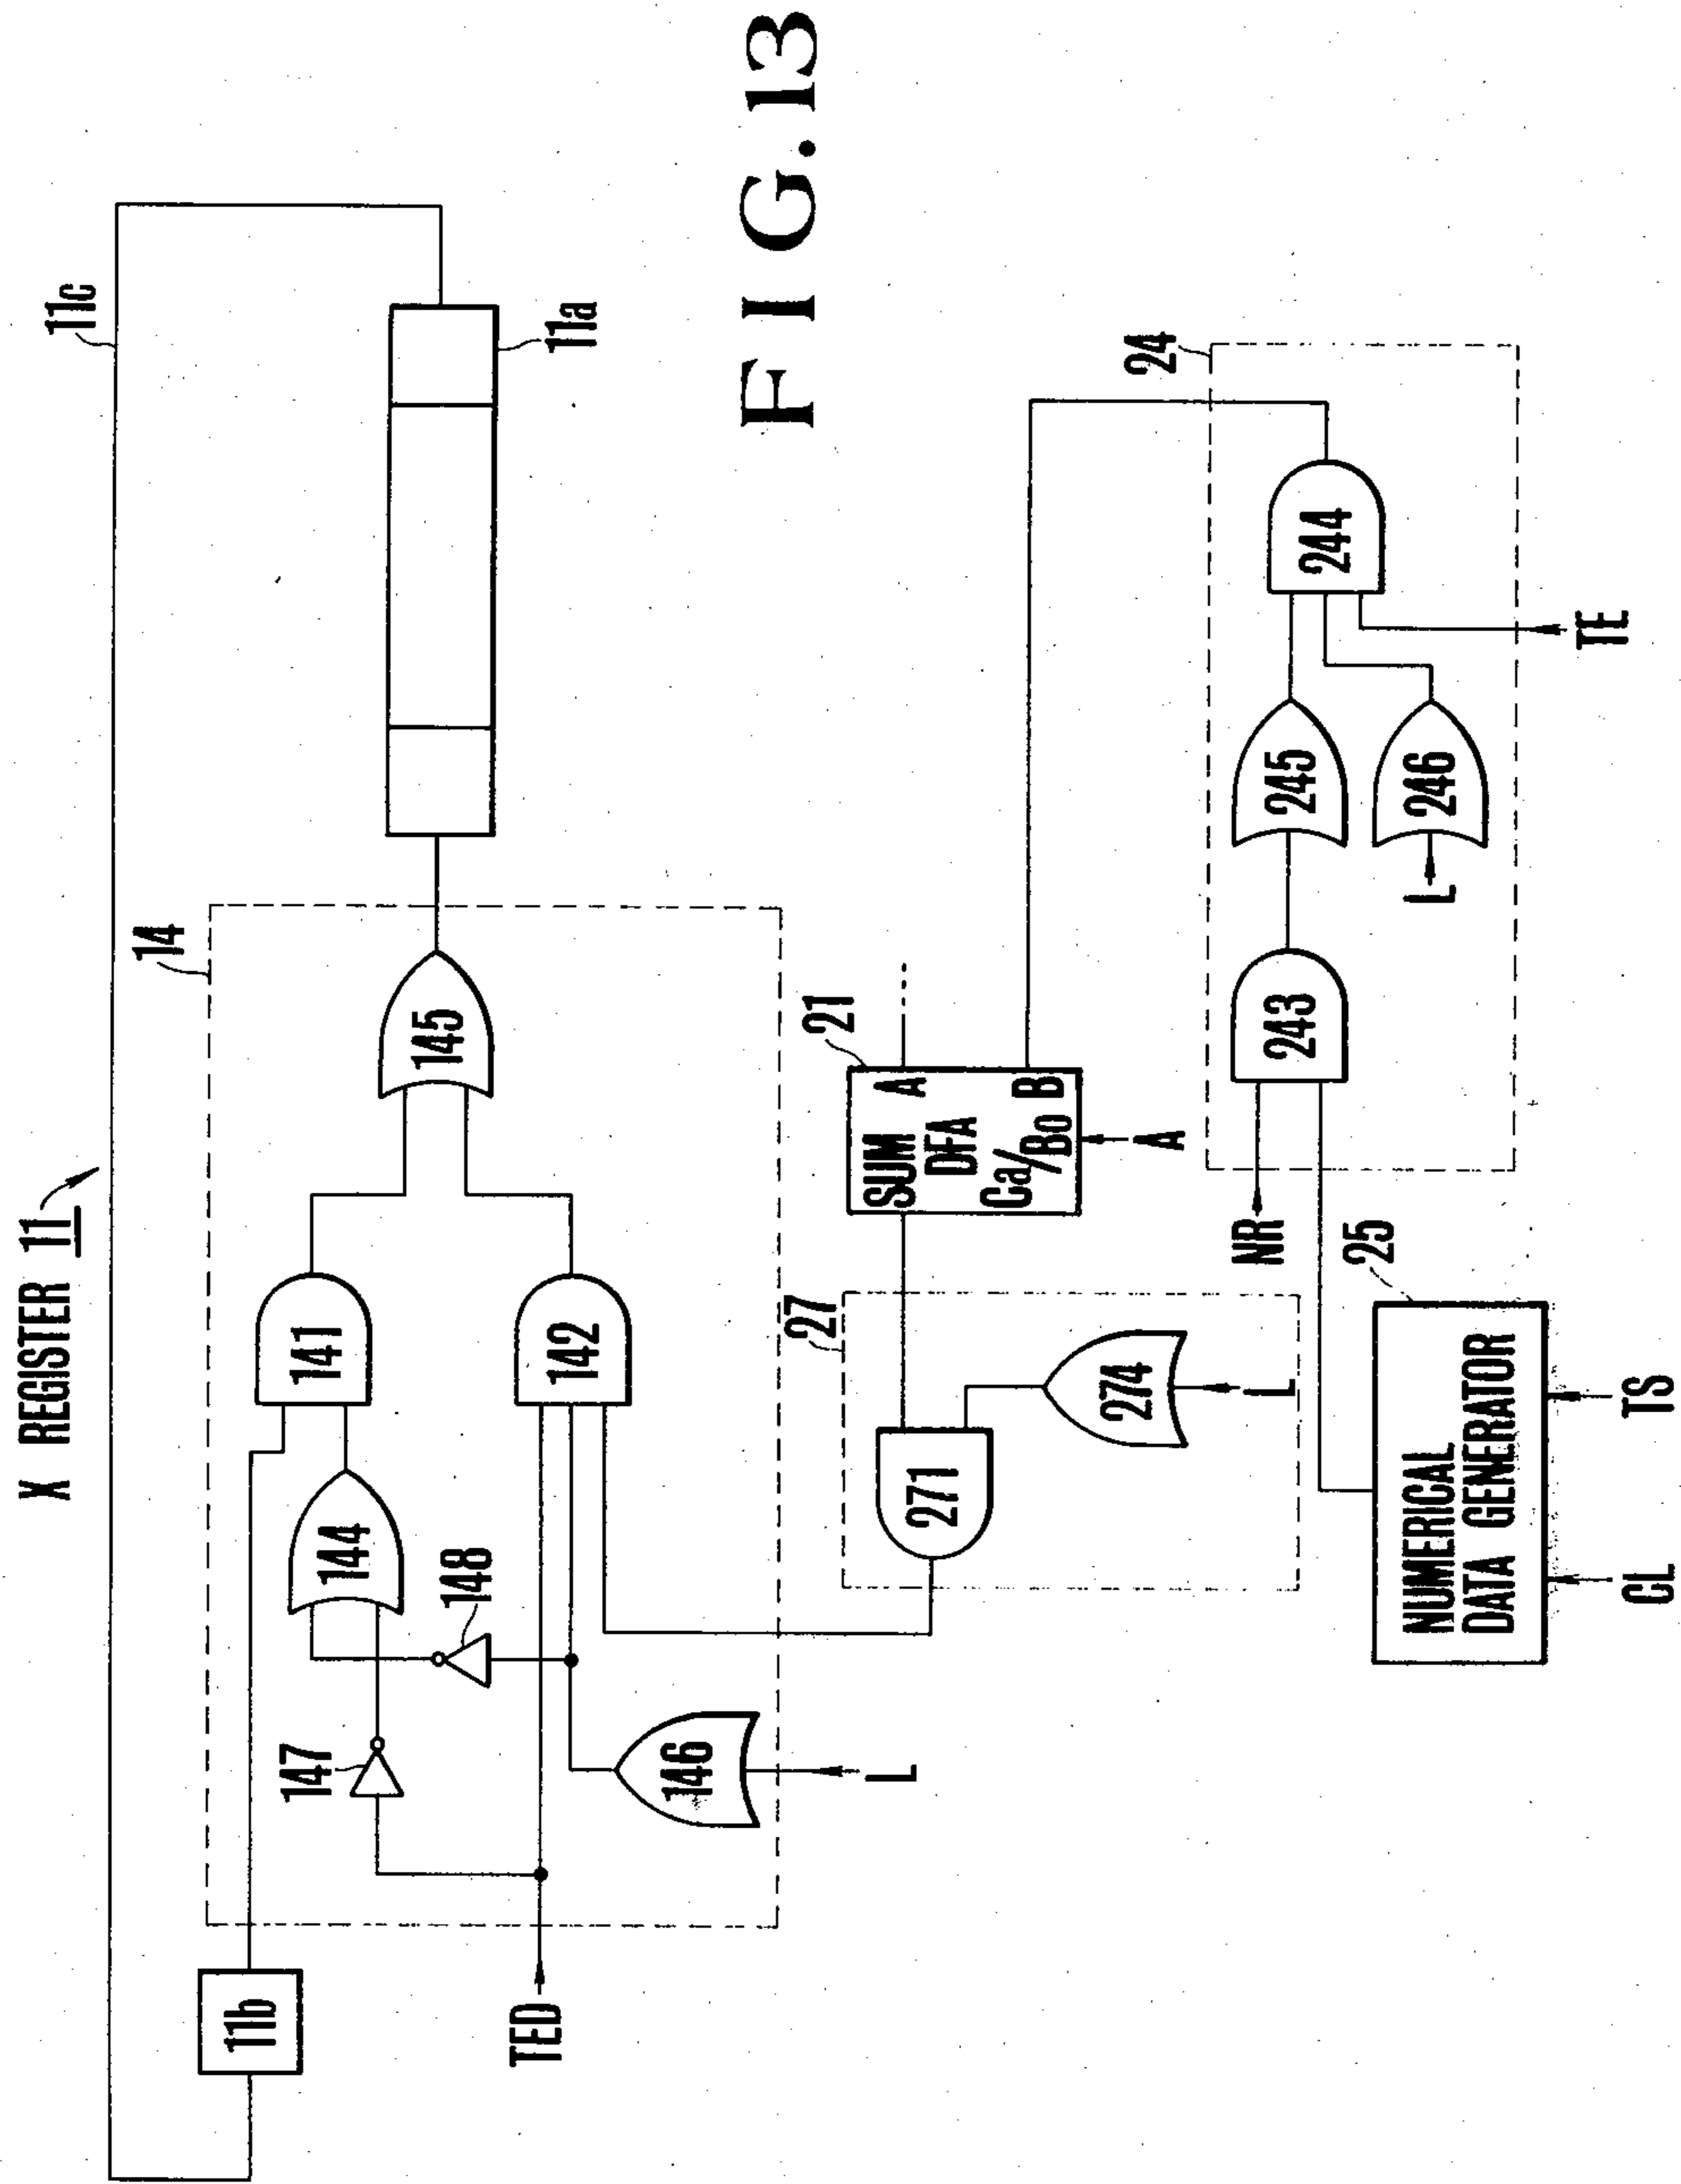 X REGISTER 11
11c
11a
11b
14
141
142
144
145
146
147
148
TED
L
FIG.13
21
SUM A
DFA
Ca/Bo B
A
27
271
274
L
24
243
244
245
246
NR
L
TE
25
NUMERICAL
DATA GENERATOR
CL
TS